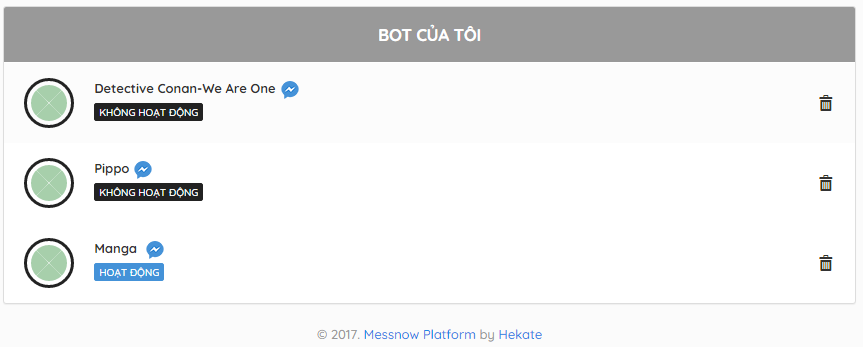 BOT CỦA TÔI
Detective Conan-We Are One
KHÔNG HOẠT ĐỘNG
Pippo
KHÔNG HOẠT ĐỘNG
Manga
HOẠT ĐỘNG
© 2017. Messnow Platform by Hekate